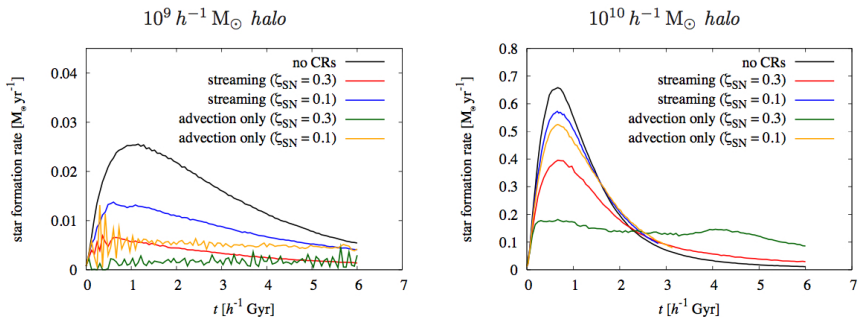 10⁹ h⁻¹ M⊙ halo
star formation rate [M⊙yr⁻¹]
0.04
0.03
0.02
0.01
0
no CRs
streaming (ζSN = 0.3)
streaming (ζSN = 0.1)
advection only (ζSN = 0.3)
advection only (ζSN = 0.1)
0 1 2 3 4 5 6 7
t [h⁻¹ Gyr]
10¹⁰ h⁻¹ M⊙ halo
star formation rate [M⊙yr⁻¹]
0.8
0.7
0.6
0.5
0.4
0.3
0.2
0.1
0
no CRs
streaming (ζSN = 0.3)
streaming (ζSN = 0.1)
advection only (ζSN = 0.3)
advection only (ζSN = 0.1)
0 1 2 3 4 5 6 7
t [h⁻¹ Gyr]